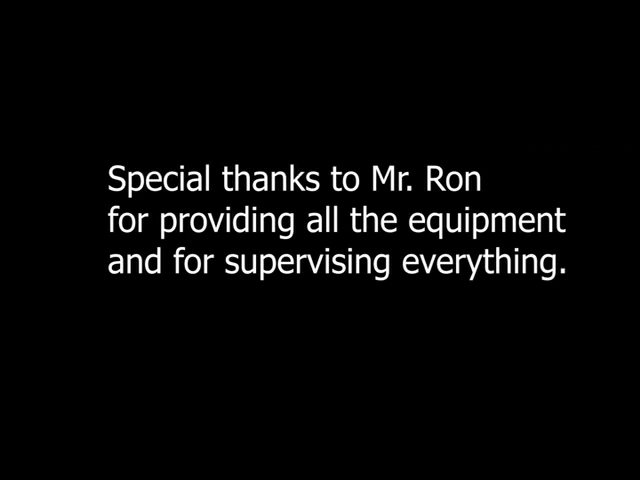 Special thanks to Mr. Ron
for providing all the equipment
and for supervising everything.